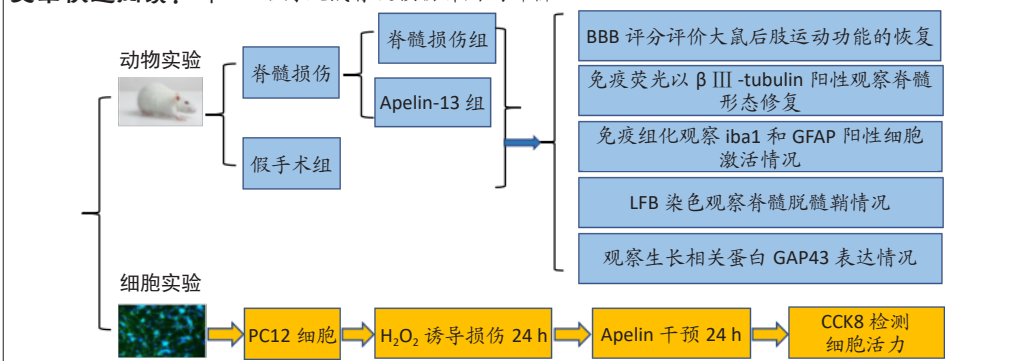 动物实验
脊髓损伤
假手术组
脊髓损伤组
Apelin-13 组
BBB 评分评价大鼠后肢运动功能的恢复
免疫荧光以 βⅢ-tubulin 阳性观察脊髓
形态修复
免疫组化观察 iba1 和 GFAP 阳性细胞
激活情况
LFB 染色观察脊髓脱髓鞘情况
观察生长相关蛋白 GAP43 表达情况
细胞实验
PC12 细胞
H₂O₂ 诱导损伤 24 h
Apelin 干预 24 h
CCK8 检测
细胞活力